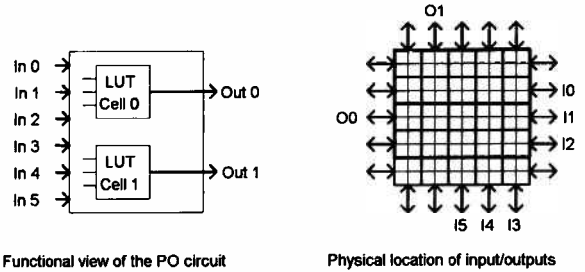 In 0
In 1
In 2
In 3
In 4
In 5
LUT
Cell 0
LUT
Cell 1
Out 0
Out 1
Functional view of the PO circuit
O1
O0
I0
I1
I2
I5 I4 I3
Physical location of input/outputs